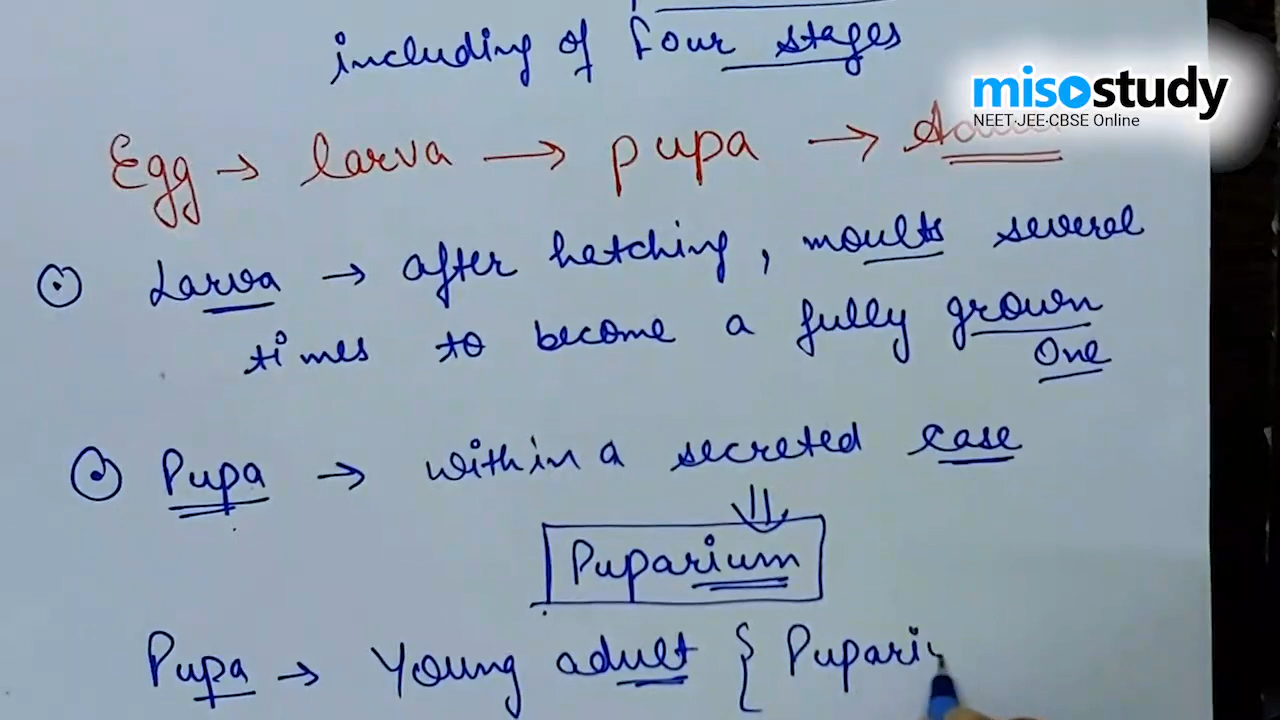 including of four stages
misostudy
NEET·JEE·CBSE Online
Egg → larva → pupa → Adult
⊙ Larva → after hatching, moults several
times to become a fully grown
one
⊙ Pupa → within a secreted case
⇓
Puparium
Pupa → Young adult { Pupari